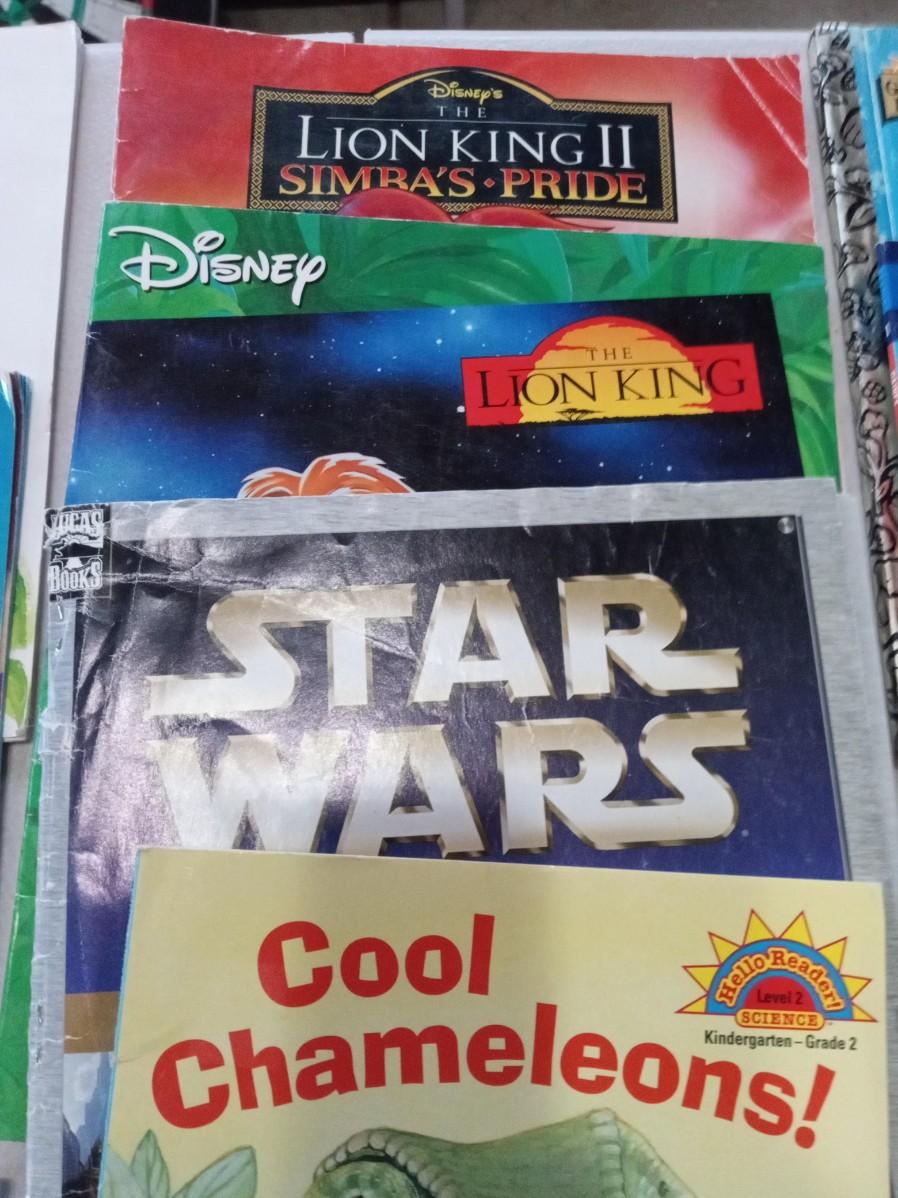 Disney's
THE
LION KING II
SIMBA'S • PRIDE
Disney
THE
LION KING
LUCAS
BOOKS
STAR
WARS
Cool
Chameleons!
Hello Reader!
Level 2
SCIENCE™
Kindergarten – Grade 2